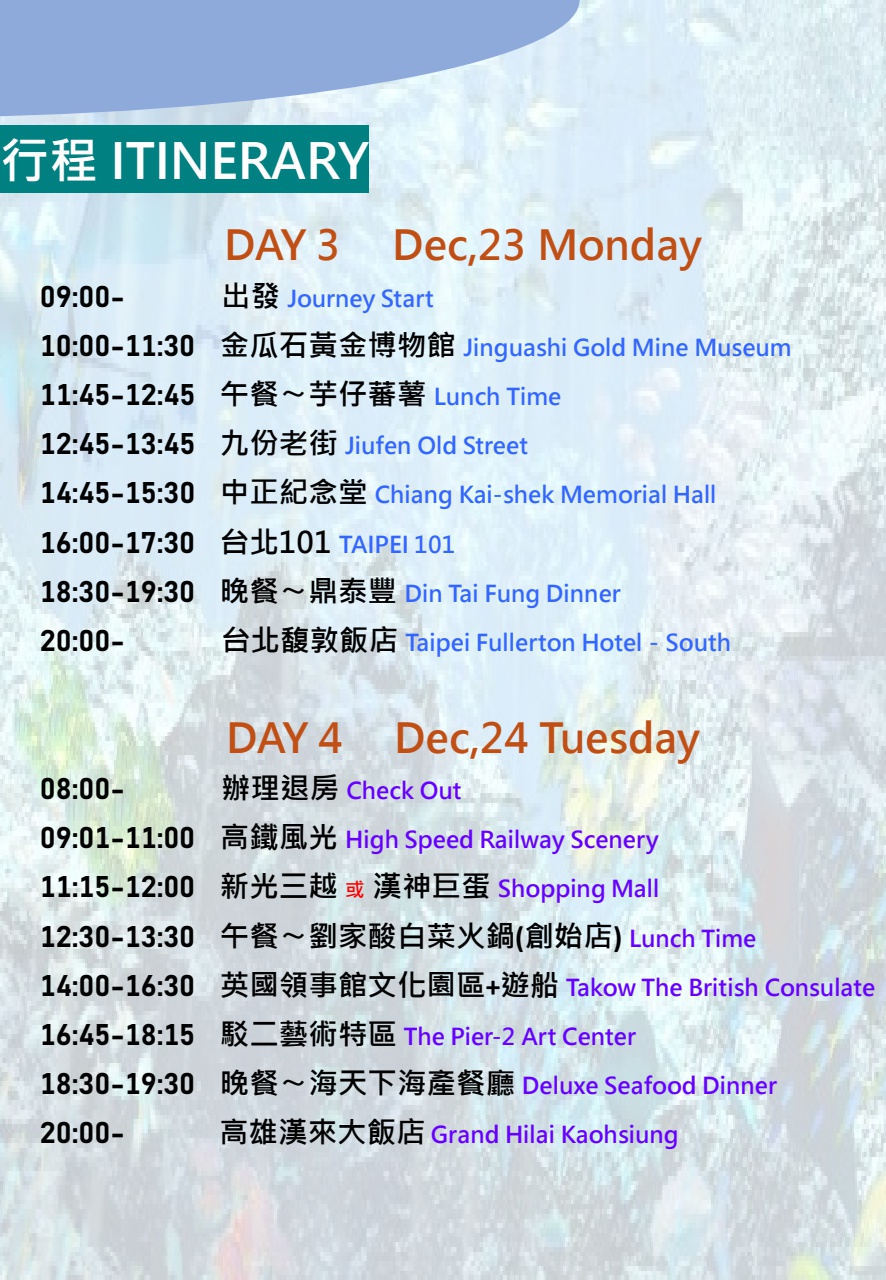 行程 ITINERARY
DAY 3 Dec,23 Monday
09:00- 出發 Journey Start
10:00-11:30 金瓜石黃金博物館 Jinguashi Gold Mine Museum
11:45-12:45 午餐～芋仔蕃薯 Lunch Time
12:45-13:45 九份老街 Jiufen Old Street
14:45-15:30 中正紀念堂 Chiang Kai-shek Memorial Hall
16:00-17:30 台北101 TAIPEI 101
18:30-19:30 晚餐～鼎泰豐 Din Tai Fung Dinner
20:00- 台北馥敦飯店 Taipei Fullerton Hotel - South
DAY 4 Dec,24 Tuesday
08:00- 辦理退房 Check Out
09:01-11:00 高鐵風光 High Speed Railway Scenery
11:15-12:00 新光三越 或 漢神巨蛋 Shopping Mall
12:30-13:30 午餐～劉家酸白菜火鍋(創始店) Lunch Time
14:00-16:30 英國領事館文化園區+遊船 Takow The British Consulate
16:45-18:15 駁二藝術特區 The Pier-2 Art Center
18:30-19:30 晚餐～海天下海產餐廳 Deluxe Seafood Dinner
20:00- 高雄漢來大飯店 Grand Hilai Kaohsiung